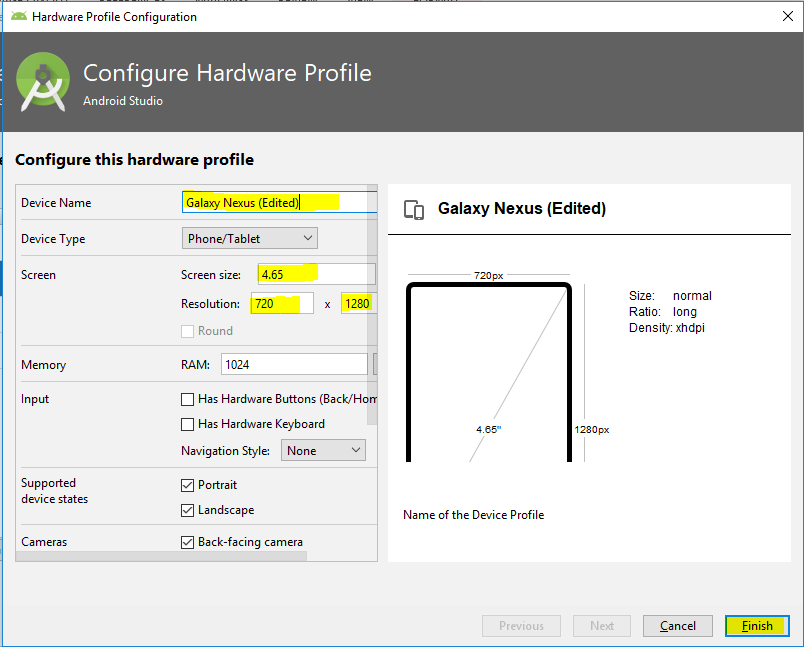 Hardware Profile Configuration
Configure Hardware Profile
Android Studio
Configure this hardware profile
Device Name
Galaxy Nexus (Edited)
Device Type
Phone/Tablet
Screen
Screen size:
4.65
Resolution:
720
x
1280
Round
Memory
RAM:
1024
Input
Has Hardware Buttons (Back/Hom
Has Hardware Keyboard
Navigation Style:
None
Supported
device states
Portrait
Landscape
Cameras
Back-facing camera
Galaxy Nexus (Edited)
720px
Size: normal
Ratio: long
Density: xhdpi
4.65"
1280px
Name of the Device Profile
Previous
Next
Cancel
Finish